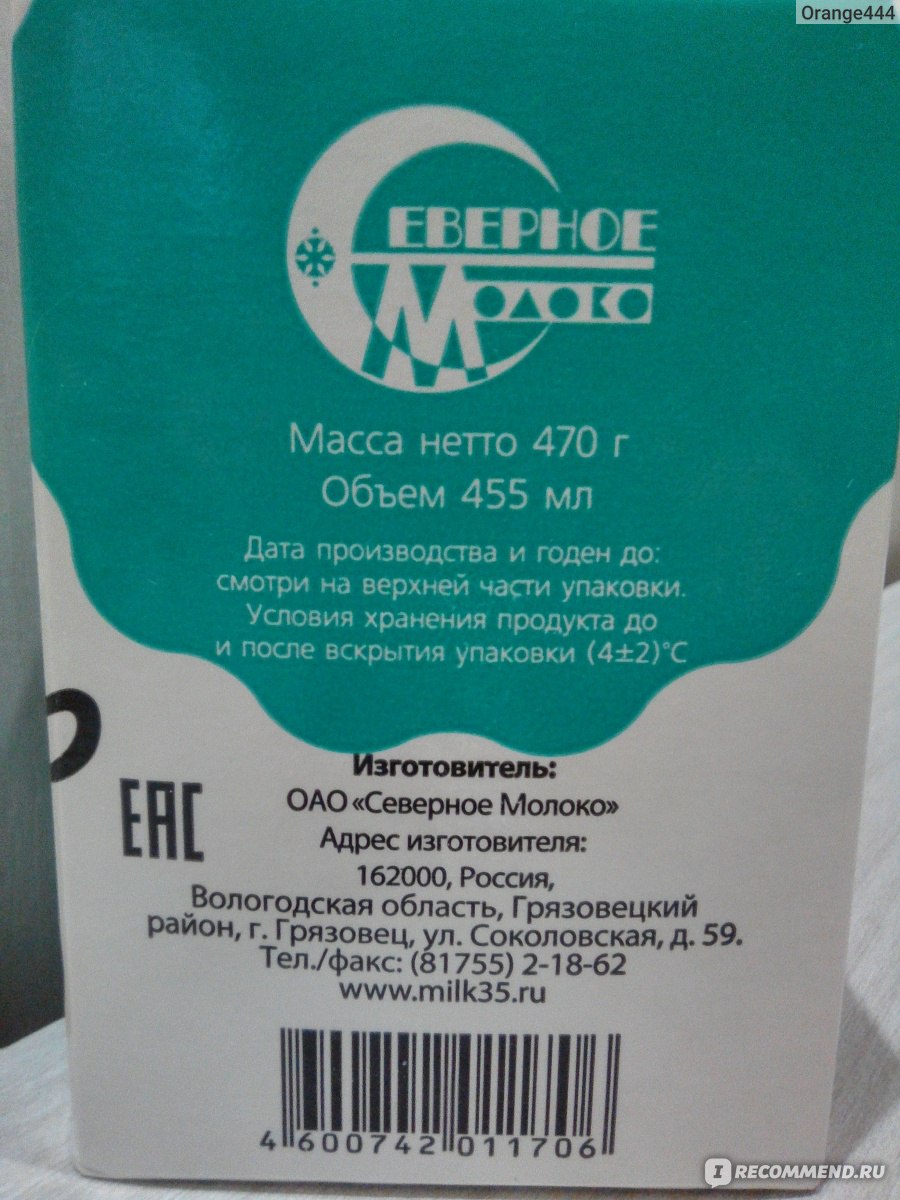 Orange444
СЕВЕРНОЕ
МОЛОКО
Масса нетто 470 г
Объем 455 мл
Дата производства и годен до:
смотри на верхней части упаковки.
Условия хранения продукта до
и после вскрытия упаковки (4±2)°С
Изготовитель:
ОАО «Северное Молоко»
Адрес изготовителя:
162000, Россия,
Вологодская область, Грязовецкий
район, г. Грязовец, ул. Соколовская, д. 59.
Тел./факс: (81755) 2-18-62
www.milk35.ru
EAC
4 600742 011706
IRECOMMEND.RU